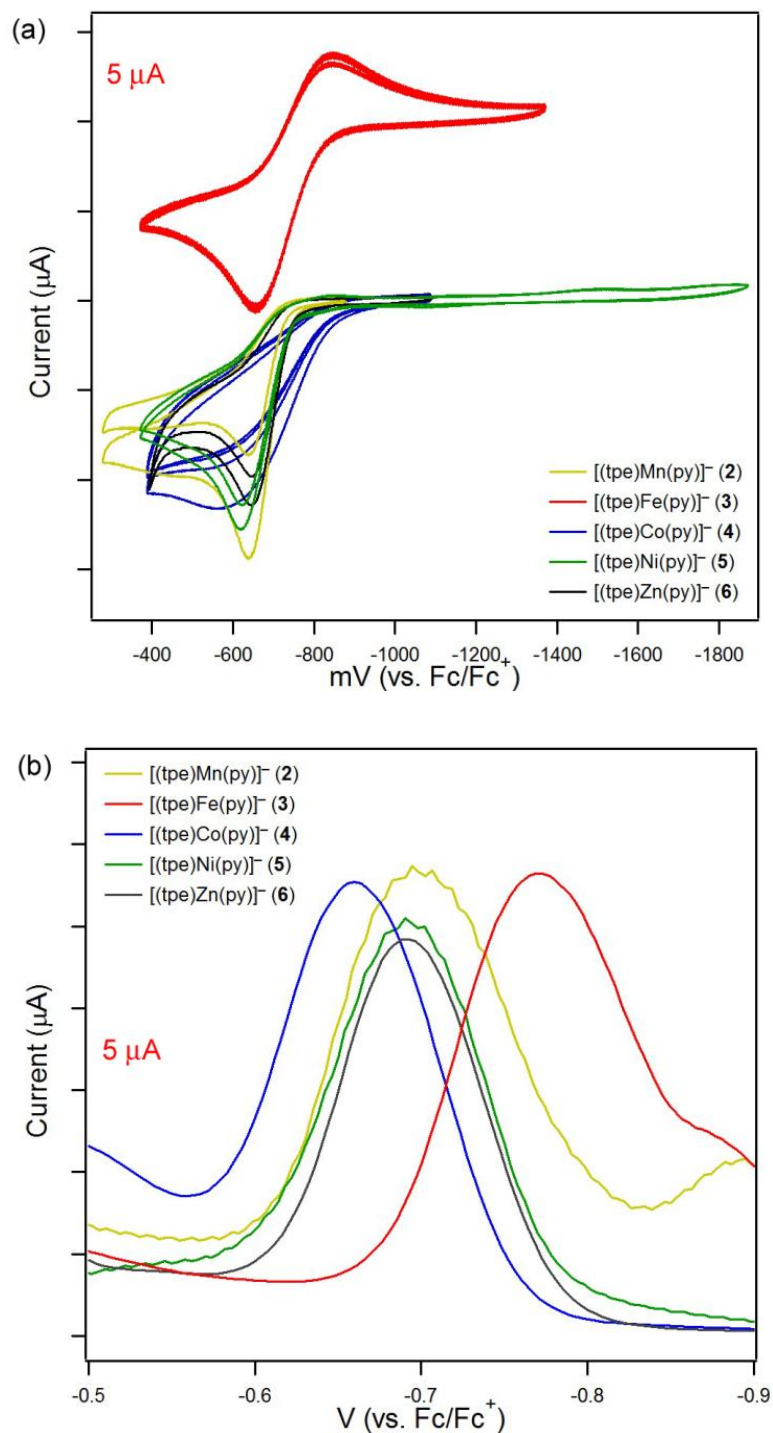 (a)
5 μA
Current (μA)
[(tpe)Mn(py)]⁻ (2)
[(tpe)Fe(py)]⁻ (3)
[(tpe)Co(py)]⁻ (4)
[(tpe)Ni(py)]⁻ (5)
[(tpe)Zn(py)]⁻ (6)
-400 -600 -800 -1000 -1200 -1400 -1600 -1800
mV (vs. Fc/Fc⁺)
(b)
[(tpe)Mn(py)]⁻ (2)
[(tpe)Fe(py)]⁻ (3)
[(tpe)Co(py)]⁻ (4)
[(tpe)Ni(py)]⁻ (5)
[(tpe)Zn(py)]⁻ (6)
5 μA
Current (μA)
-0.5 -0.6 -0.7 -0.8 -0.9
V (vs. Fc/Fc⁺)